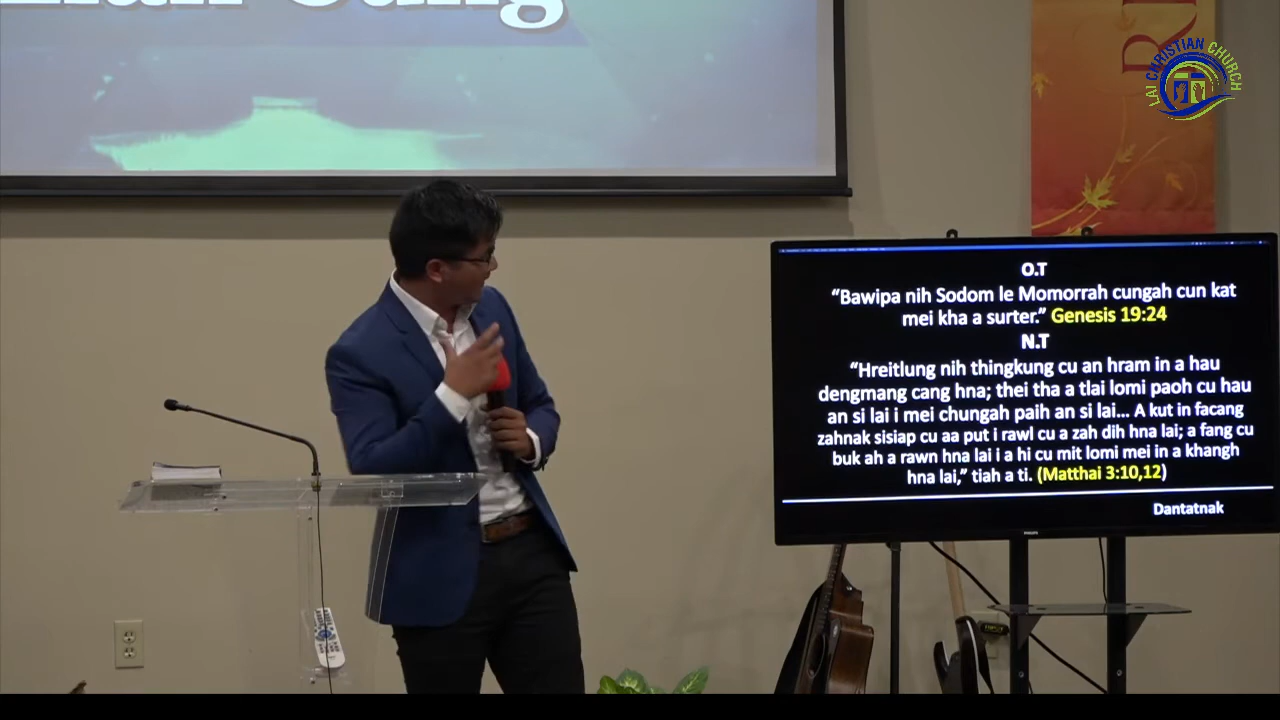 LAI CHRISTIAN CHURCH
O.T
“Bawipa nih Sodom le Momorrah cungah cun kat
mei kha a surter.” Genesis 19:24
N.T
“Hreitlung nih thingkung cu an hram in a hau
dengmang cang hna; thei tha a tlai lomi paoh cu hau
an si lai i mei chungah paih an si lai... A kut in facang
zahnak sisiap cu aa put i rawl cu a zah dih hna lai; a fang cu
buk ah a rawn hna lai i a hi cu mit lomi mei in a khangh
hna lai,” tiah a ti. (Matthai 3:10,12)
Dantatnak
PHILIPS